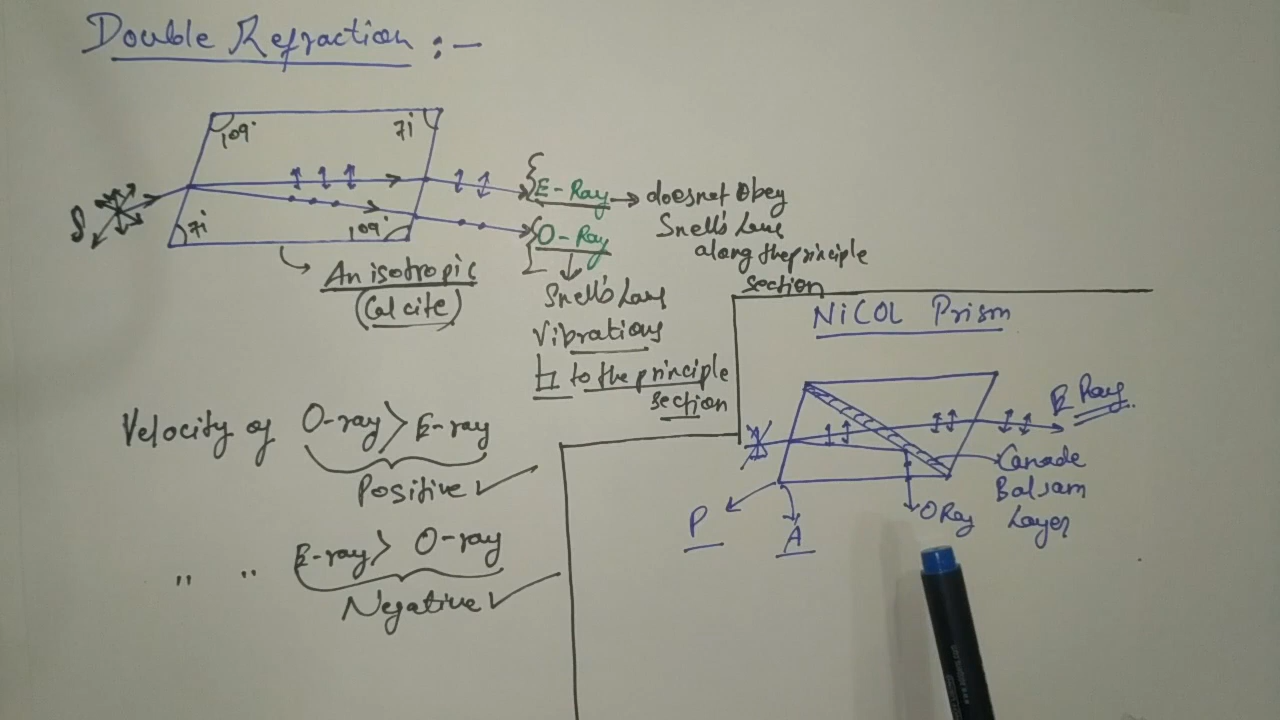 Double Refraction :-
109°
71
71
109°
S
E-Ray → doesnot Obey
Snell's Law
along the principle
section
O-Ray
Snell's Law
Vibrations
to the principle
section
Anisotropic
(Calcite)
NiCOL Prism
E Ray
Canade
Balsam
Layer
O Ray
P
A
Velocity of O-ray > E-ray
Positive ✓
" " E-ray > O-ray
Negative ✓